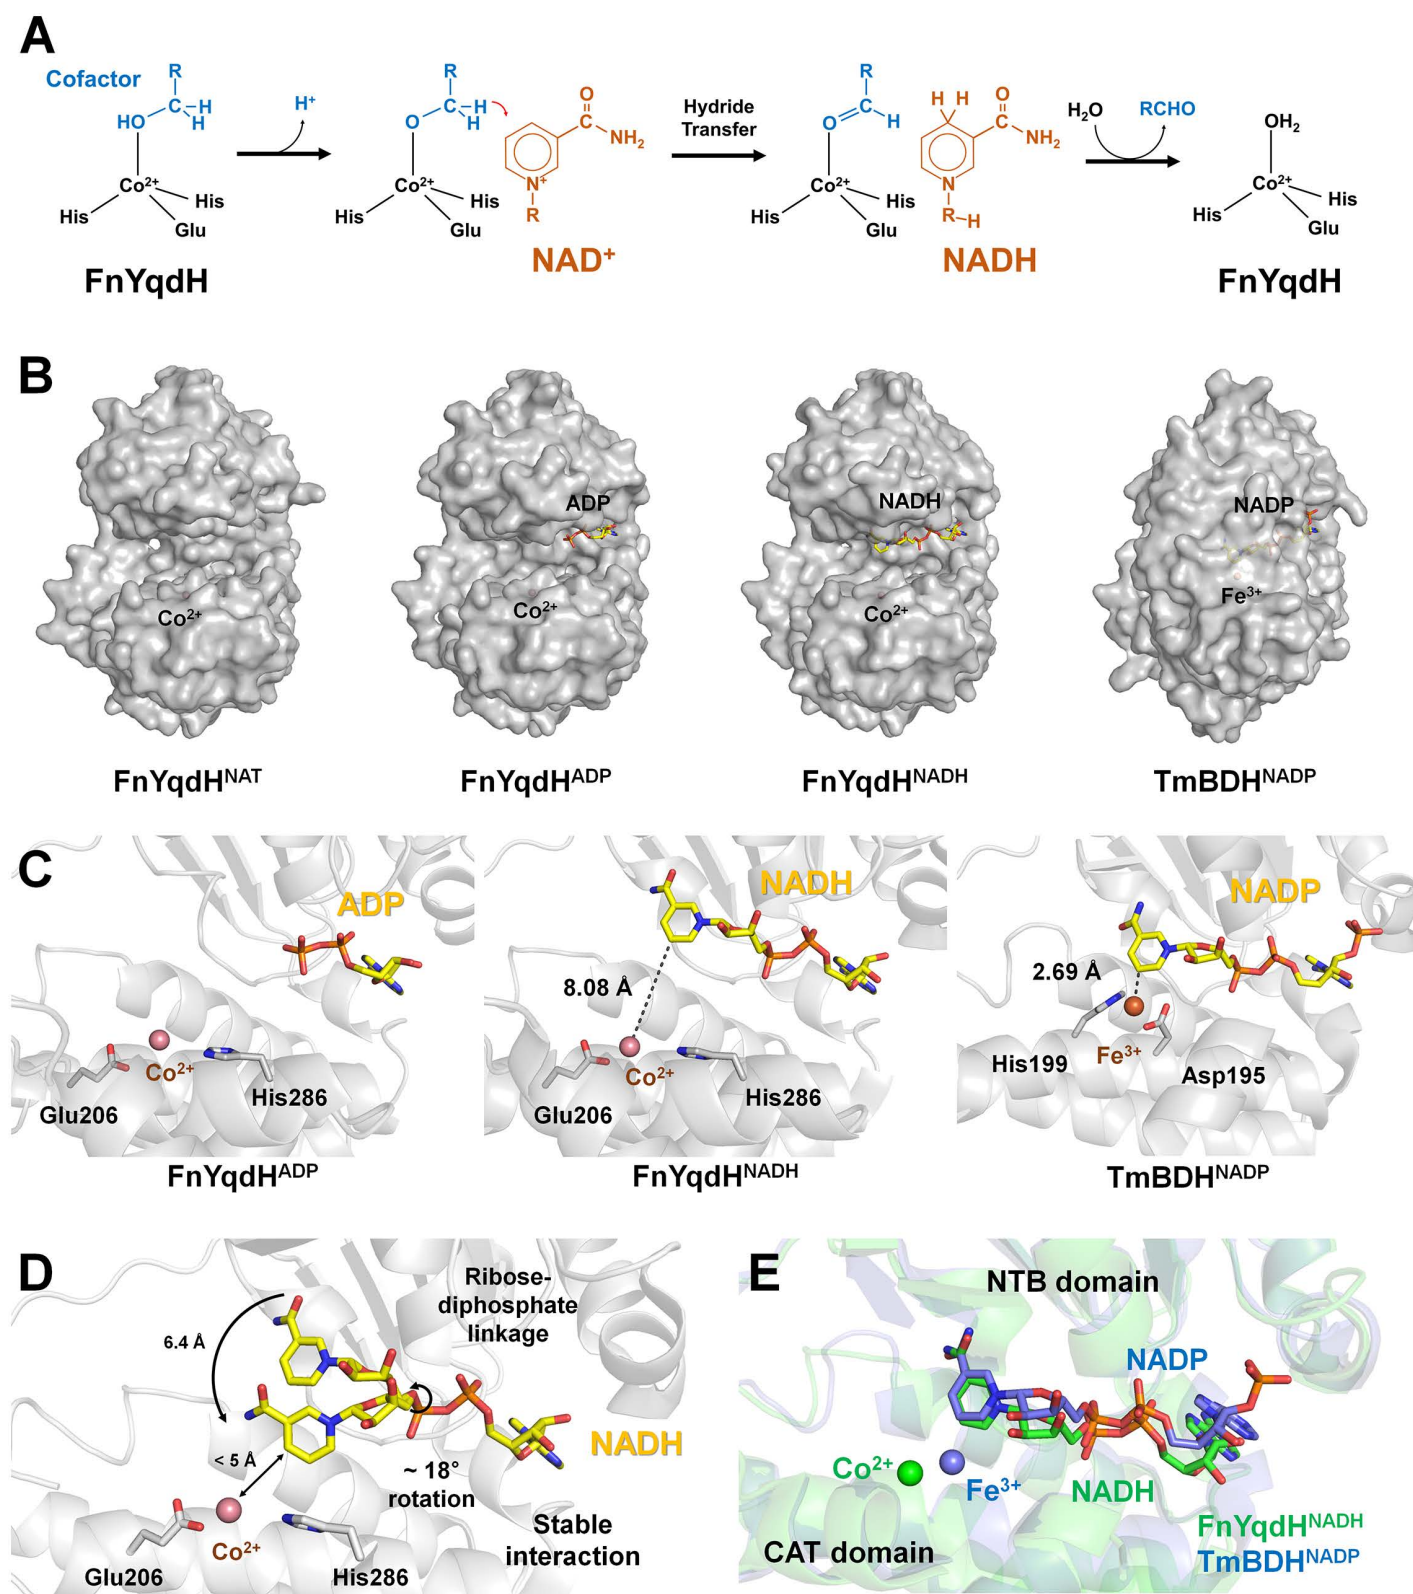 A
Cofactor
R
HO
C
H
H
Co²⁺
His
His
Glu
FnYqdH
H⁺
R
O
C
H
H
Co²⁺
His
His
Glu
O
C
NH₂
N⁺
R
NAD⁺
Hydride
Transfer
R
O
C
H
Co²⁺
His
His
Glu
H H
O
C
NH₂
N
R
H
NADH
H₂O
RCHO
OH₂
Co²⁺
His
His
Glu
FnYqdH
B
Co²⁺
FnYqdHᴺᴬᵀ
ADP
Co²⁺
FnYqdHᴬᴰᴾ
NADH
Co²⁺
FnYqdHᴺᴬᴰᴴ
NADP
Fe³⁺
TmBDHᴺᴬᴰᴾ
C
ADP
Co²⁺
Glu206
His286
FnYqdHᴬᴰᴾ
NADH
8.08 Å
Co²⁺
Glu206
His286
FnYqdHᴺᴬᴰᴴ
NADP
2.69 Å
His199
Fe³⁺
Asp195
TmBDHᴺᴬᴰᴾ
D
Ribose-
diphosphate
linkage
6.4 Å
NADH
< 5 Å
~ 18°
rotation
Stable
interaction
Co²⁺
Glu206
His286
E
NTB domain
NADP
Co²⁺
Fe³⁺
NADH
CAT domain
FnYqdHᴺᴬᴰᴴ
TmBDHᴺᴬᴰᴾ